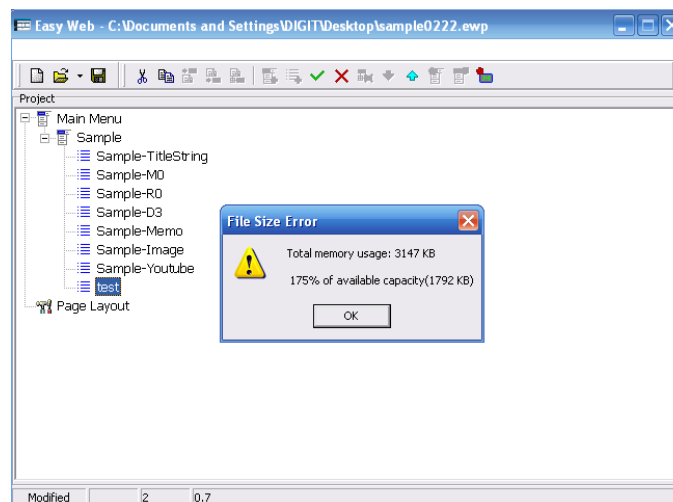 Easy Web - C:\Documents and Settings\DIGIT\Desktop\sample0222.ewp
Project
Main Menu
Sample
Sample-TitleString
Sample-M0
Sample-R0
Sample-D3
Sample-Memo
Sample-Image
Sample-Youtube
test
Page Layout
File Size Error
Total memory usage: 3147 KB
175% of available capacity(1792 KB)
OK
Modified 2 0.7